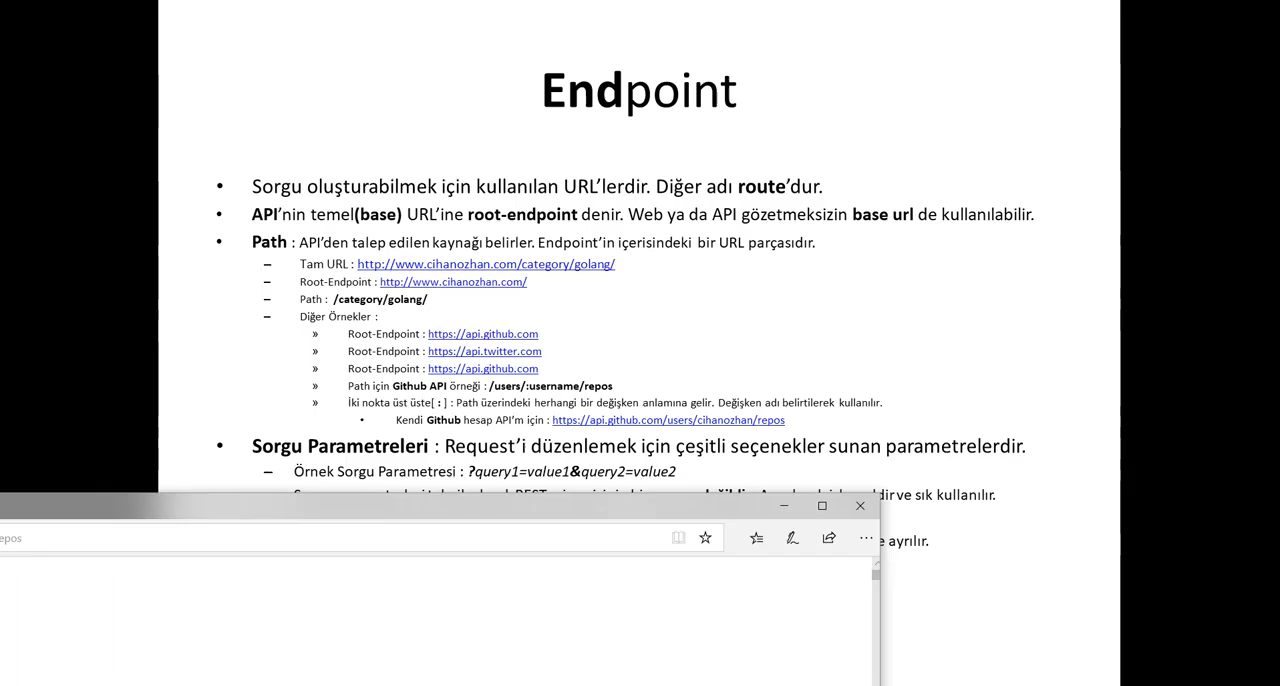 Endpoint
• Sorgu oluşturabilmek için kullanılan URL’lerdir. Diğer adı route’dur.
• API’nin temel(base) URL’ine root-endpoint denir. Web ya da API gözetmeksizin base url de kullanılabilir.
• Path : API’den talep edilen kaynağı belirler. Endpoint’in içerisindeki bir URL parçasıdır.
– Tam URL : http://www.cihanozhan.com/category/golang/
– Root-Endpoint : http://www.cihanozhan.com/
– Path : /category/golang/
– Diğer Örnekler :
» Root-Endpoint : https://api.github.com
» Root-Endpoint : https://api.twitter.com
» Root-Endpoint : https://api.github.com
» Path için Github API örneği : /users/:username/repos
» İki nokta üst üste[ : ] : Path üzerindeki herhangi bir değişken anlamına gelir. Değişken adı belirtilerek kullanılır.
• Kendi Github hesap API’m için : https://api.github.com/users/cihanozhan/repos
• Sorgu Parametreleri : Request’i düzenlemek için çeşitli seçenekler sunan parametrelerdir.
– Örnek Sorgu Parametresi : ?query1=value1&query2=value2
ve sık kullanılır.
epos
ayrılır.